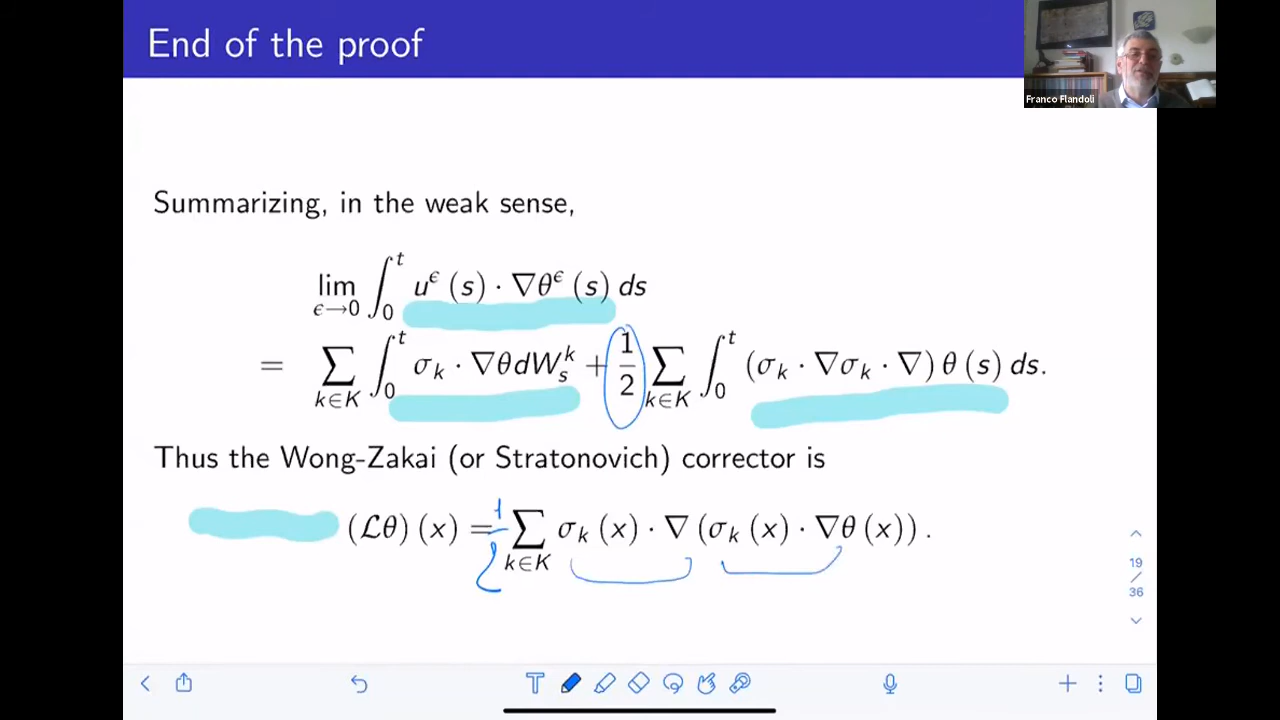 End of the proof
Franco Flandoli
Summarizing, in the weak sense,
lim_{ϵ→0} ∫_0^t u^ϵ (s) · ∇θ^ϵ (s) ds
= ∑_{k∈K} ∫_0^t σ_k · ∇θdW_s^k + 1/2 ∑_{k∈K} ∫_0^t (σ_k · ∇σ_k · ∇) θ (s) ds.
Thus the Wong-Zakai (or Stratonovich) corrector is
(ℒθ) (x) = 1/2 ∑_{k∈K} σ_k (x) · ∇ (σ_k (x) · ∇θ (x)) .
19
/
36
T